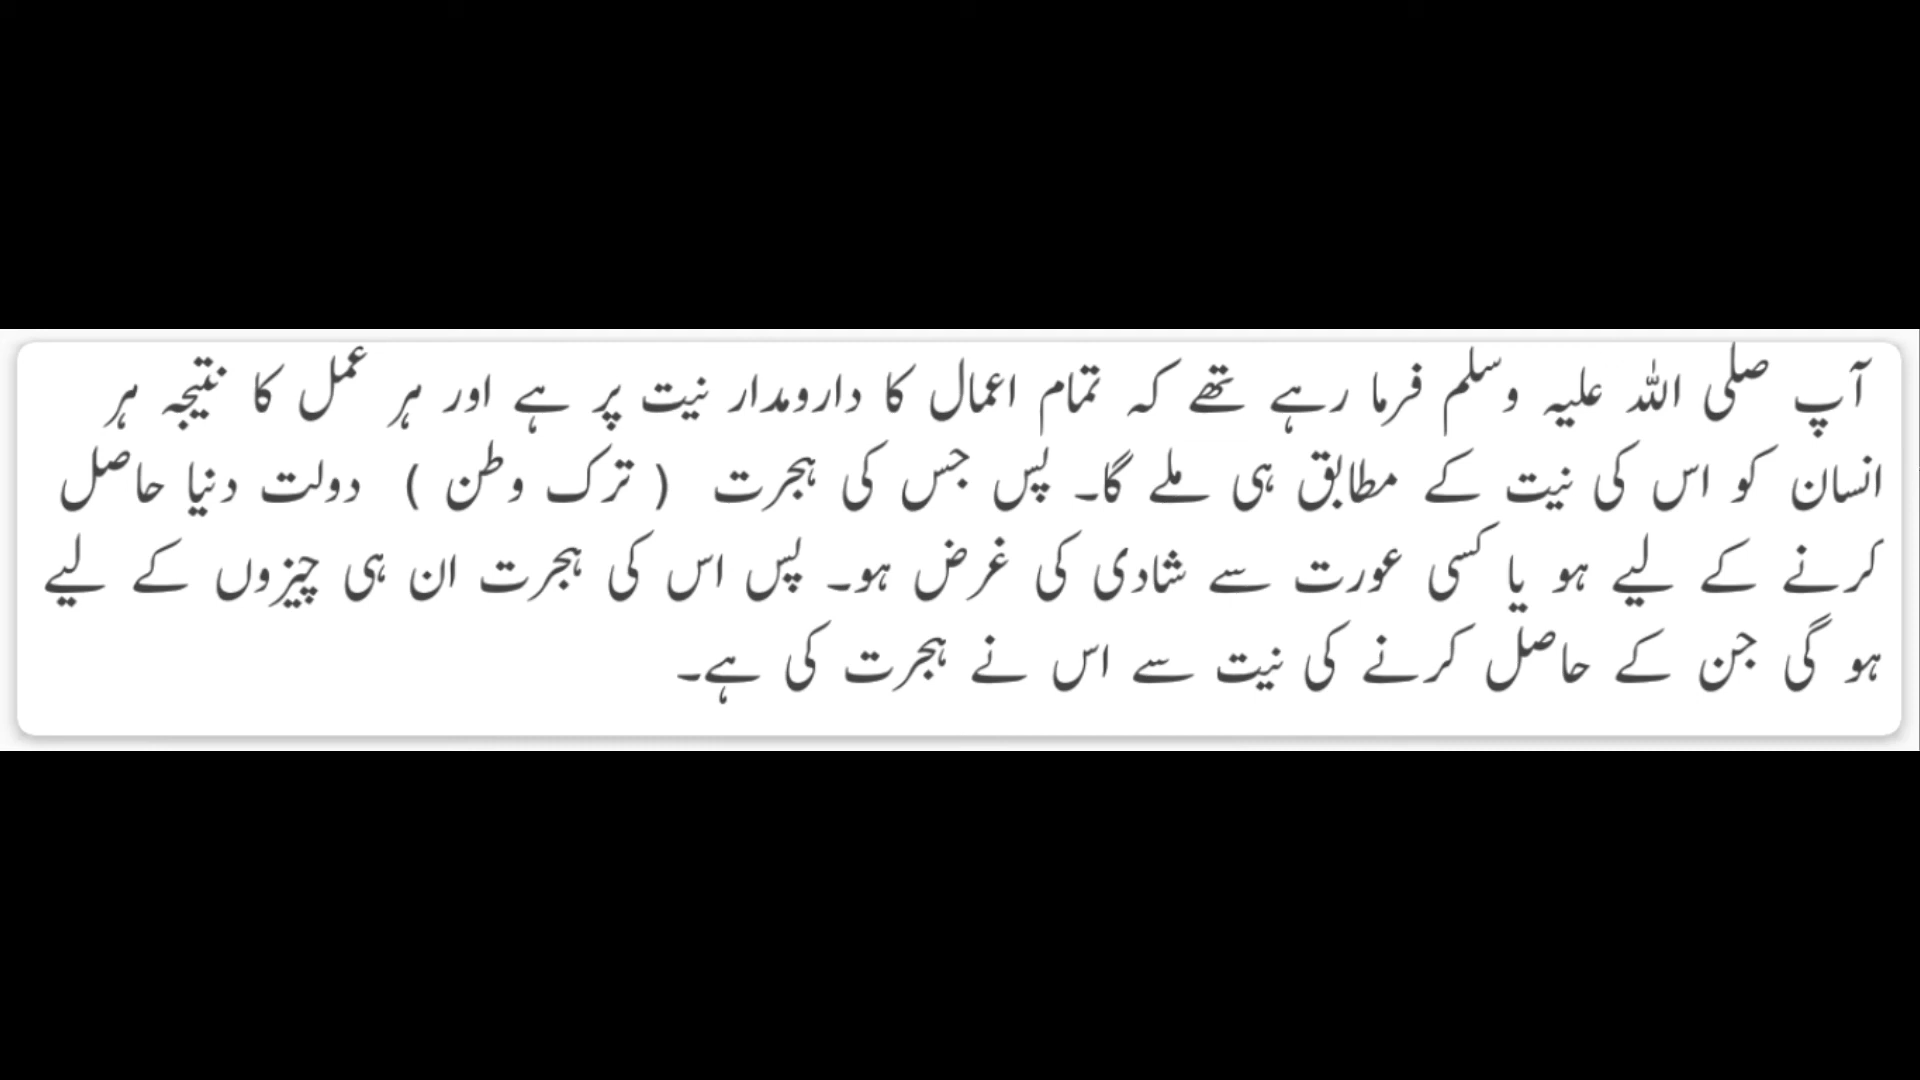 آپ صلی اللہ علیہ وسلم فرما رہے تھے کہ تمام اعمال کا دارومدار نیت پر ہے اور ہر عمل کا نتیجہ ہر
انسان کو اس کی نیت کے مطابق ہی ملے گا۔ پس جس کی ہجرت ( ترک وطن ) دولت دنیا حاصل
کرنے کے لیے ہو یا کسی عورت سے شادی کی غرض ہو۔ پس اس کی ہجرت ان ہی چیزوں کے لیے
ہو گی جن کے حاصل کرنے کی نیت سے اس نے ہجرت کی ہے۔